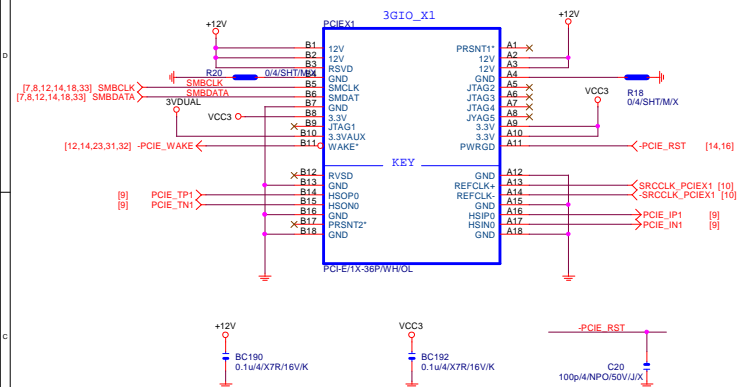 3GIO_X1
PCIEX1
+12V
+12V
B1 12V PRSNT1* A1
B2 12V 12V A2
B3 RSVD 12V A3
R20 0/4/SHT/M/X B4 GND GND A4
[7,8,12,14,18,33] SMBCLK SMBCLK B5 SMCLK JTAG2 A5
R18
0/4/SHT/M/X
[7,8,12,14,18,33] SMBDATA SMBDATA B6 SMDAT JTAG3 A6
3VDUAL B7 GND JTAG4 A7 VCC3
VCC3 B8 3.3V JYAG5 A8
B9 JTAG1 3.3V A9
B10 3.3VAUX 3.3V A10
[12,14,23,31,32] -PCIE_WAKE B11 WAKE* PWRGD A11 -PCIE_RST [14,16]
KEY
B12 RVSD GND A12
B13 GND REFCLK+ A13 SRCCLK_PCIEX1 [10]
[9] PCIE_TP1 B14 HSOP0 REFCLK- A14 -SRCCLK_PCIEX1 [10]
[9] PCIE_TN1 B15 HSON0 GND A15
B16 GND HSIP0 A16 PCIE_IP1 [9]
B17 PRSNT2* HSIN0 A17 PCIE_IN1 [9]
B18 GND GND A18
PCI-E/1X-36P/WH/OL
D
C
+12V
BC190
0.1u/4/X7R/16V/K
VCC3
BC192
0.1u/4/X7R/16V/K
-PCIE_RST
C20
100p/4/NPO/50V/J/X